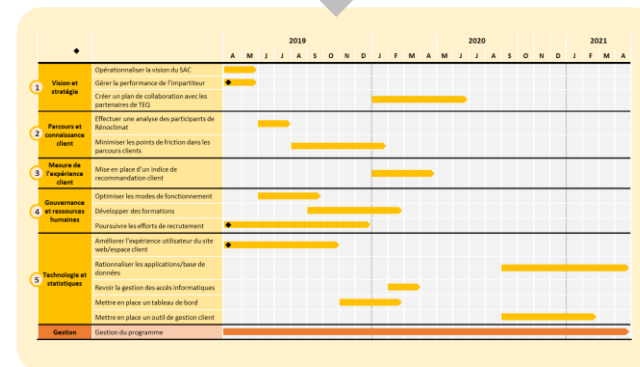 2019 2020 2021
A M J J A S O N D J F M A M J J A S O N D J F M A
1 Vision et stratégie
Opérationnaliser la vision du SAC
Gérer la performance de l'impartiteur
Créer un plan de collaboration avec les
partenaires de TEQ
2 Parcours et connaissance client
Effectuer une analyse des participants de
Rénoclimat
Minimiser les points de friction dans les
parcours clients
3 Mesure de l'expérience client
Mise en place d'un indice de
recommandation client
4 Gouvernance et ressources humaines
Optimiser les modes de fonctionnement
Développer des formations
Poursuivre les efforts de recrutement
5 Technologie et statistiques
Améliorer l'expérience utilisateur du site
web/espace client
Rationnaliser les applications/base de
données
Revoir la gestion des accès informatiques
Mettre en place un tableau de bord
Mettre en place un outil de gestion client
Gestion
Gestion du programme